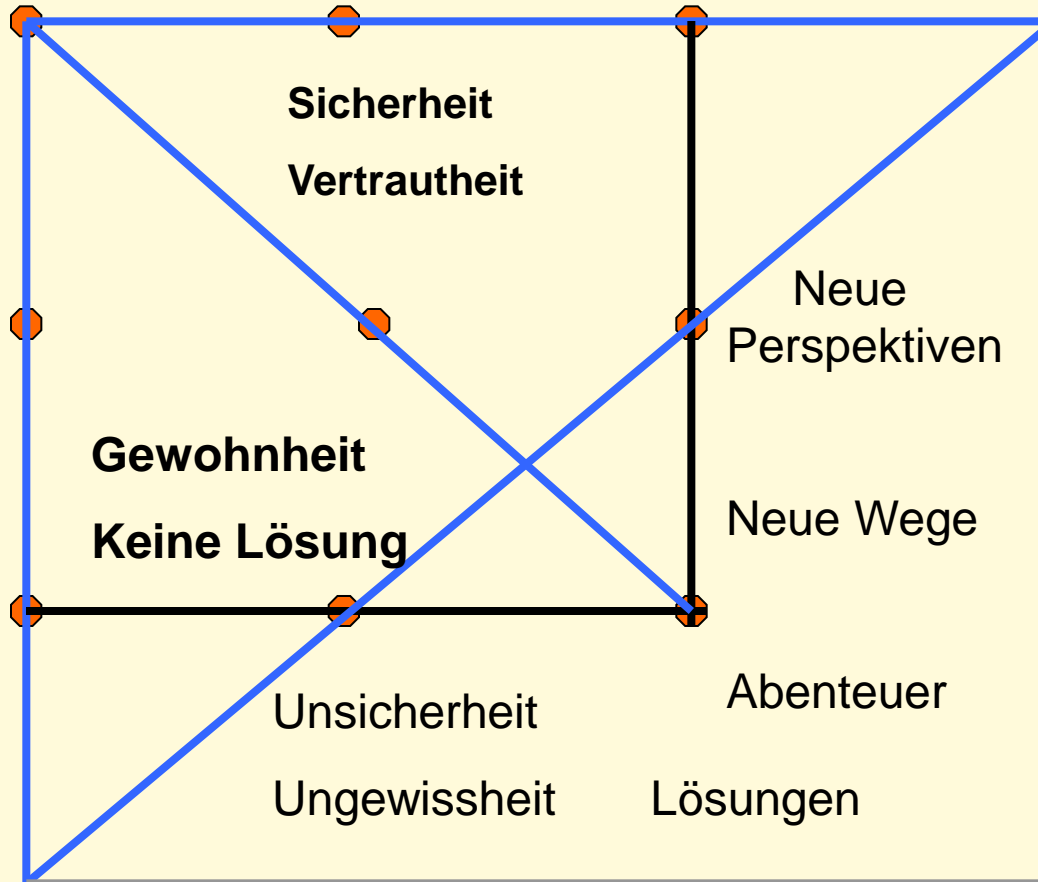 Sicherheit
Vertrautheit
Neue
Perspektiven
Gewohnheit
Keine Lösung
Neue Wege
Abenteuer
Unsicherheit
Ungewissheit
Lösungen